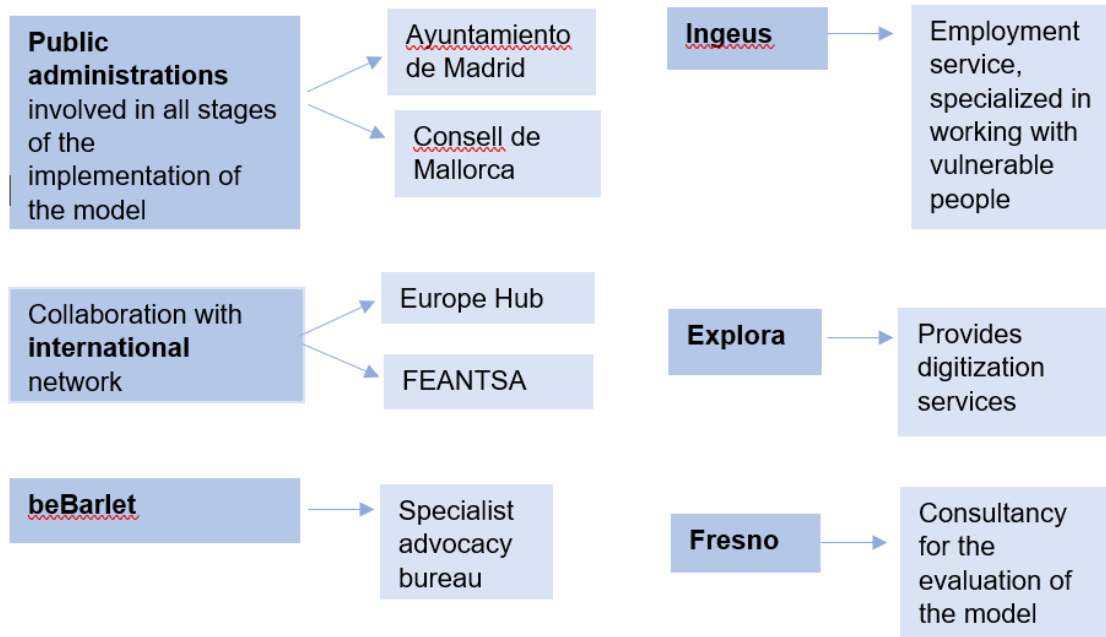 Public
administrations
involved in all stages
of the
implementation of
the model
Ayuntamiento
de Madrid
Consell de
Mallorca
Collaboration with
international
network
Europe Hub
FEANTSA
beBarlet
Specialist
advocacy
bureau
Ingeus
Employment
service,
specialized in
working with
vulnerable
people
Explora
Provides
digitization
services
Fresno
Consultancy
for the
evaluation of
the model